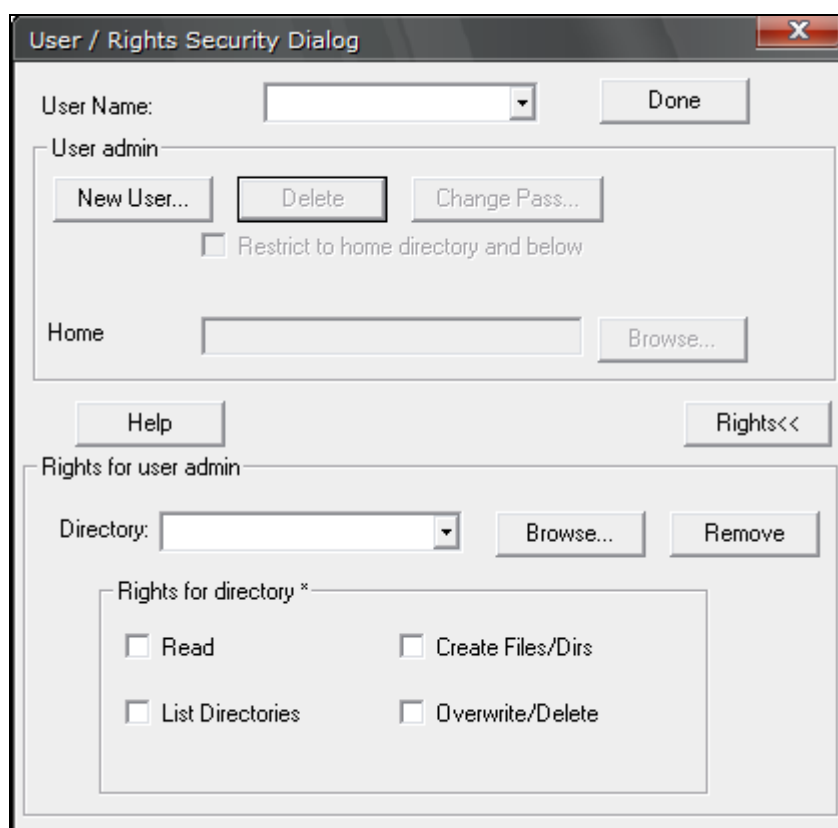 User / Rights Security Dialog
User Name:
Done
User admin
New User...
Delete
Change Pass...
Restrict to home directory and below
Home
Browse...
Help
Rights<<
Rights for user admin
Directory:
Browse...
Remove
Rights for directory *
Read
Create Files/Dirs
List Directories
Overwrite/Delete